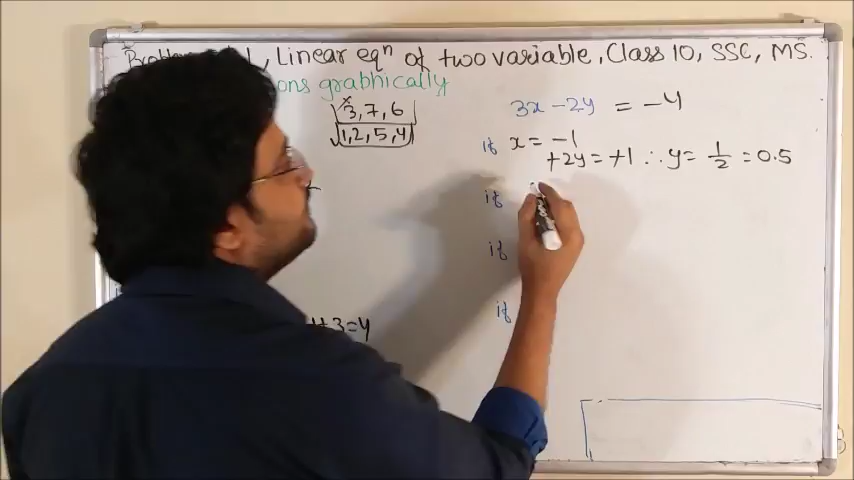 L, Linear eqⁿ of two variable, Class 10, SSC, MS.
ons graphically
3, 7, 6
1, 2, 5, 4
3x - 2y = -4
if x = -1
+2y = +1 ∴ y = 1/2 = 0.5
if
if
if
+3 = y